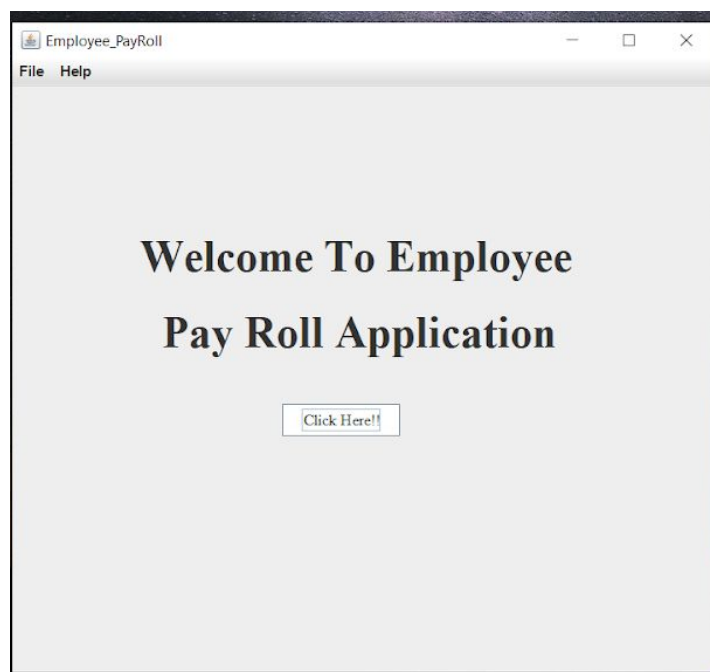 Employee_PayRoll
File Help
Welcome To Employee
Pay Roll Application
Click Here!!